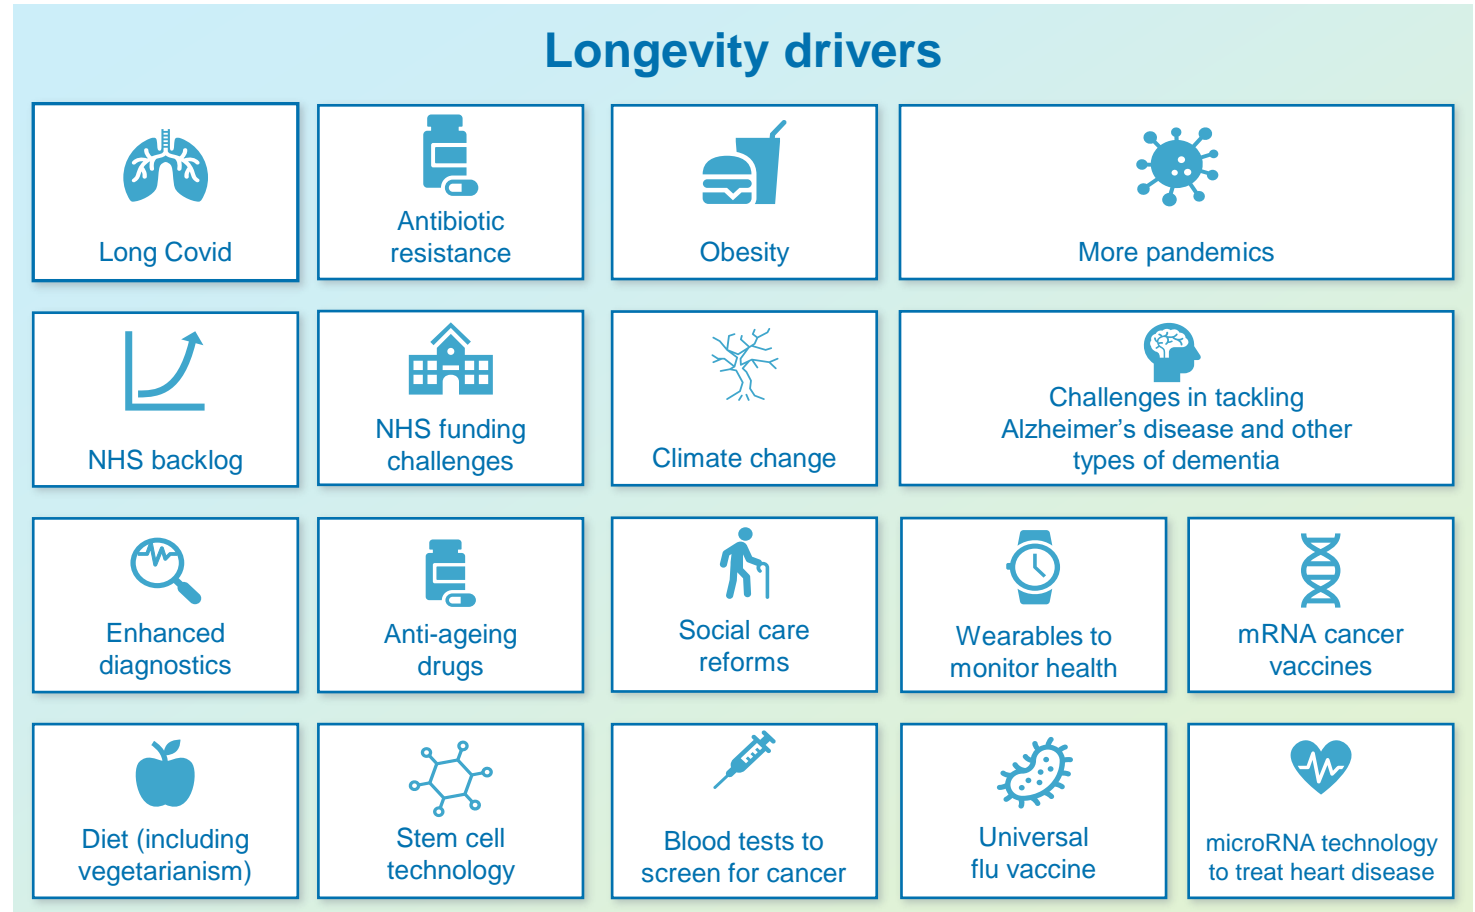 Longevity drivers
Long Covid
Antibiotic
resistance
Obesity
More pandemics
NHS backlog
NHS funding
challenges
Climate change
Challenges in tackling
Alzheimer’s disease and other
types of dementia
Enhanced
diagnostics
Anti-ageing
drugs
Social care
reforms
Wearables to
monitor health
mRNA cancer
vaccines
Diet (including
vegetarianism)
Stem cell
technology
Blood tests to
screen for cancer
Universal
flu vaccine
microRNA technology
to treat heart disease